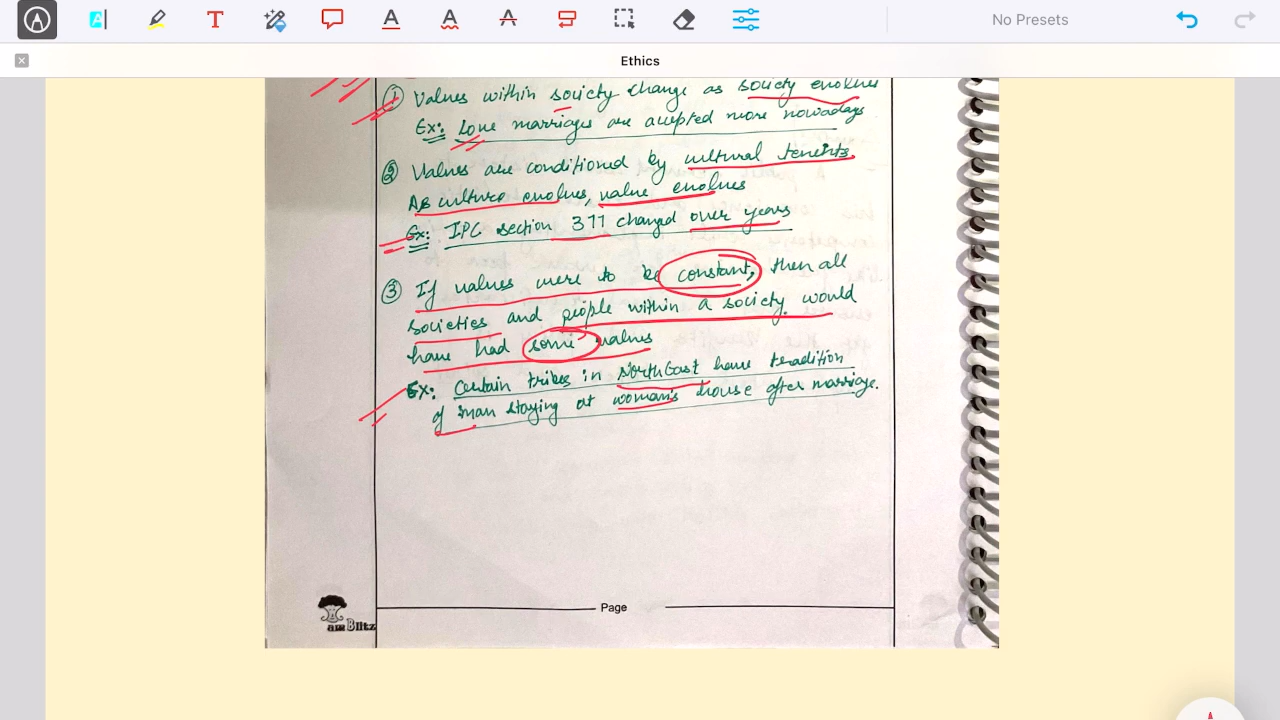 No Presets
Ethics
① Values within society change as society evolves
Ex: Love marriages are accepted more nowadays
② Values are conditioned by cultural tenents.
As culture evolves, value evolves
Ex: IPC section 377 changed over years
③ If values were to be constant, then all
societies and people within a society would
have had same values
Ex: Certain tribes in NorthEast have tradition
of man staying at woman's house after marriage.
Page
am Blitz